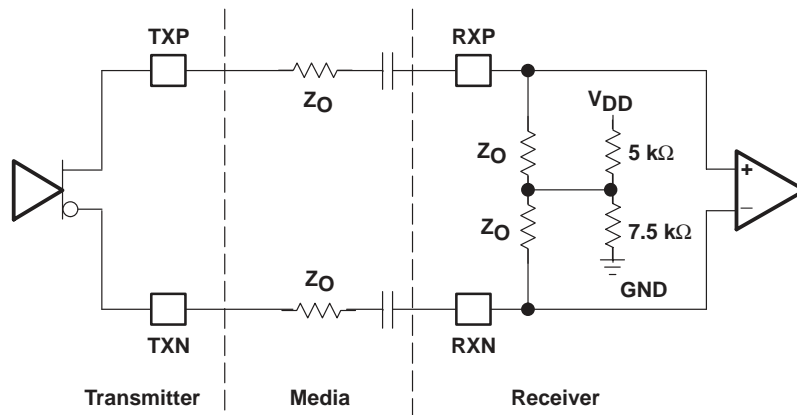 TXP
RXP
ZO
VDD
ZO
5 kΩ
+
−
ZO
7.5 kΩ
ZO
GND
TXN
RXN
Transmitter
Media
Receiver